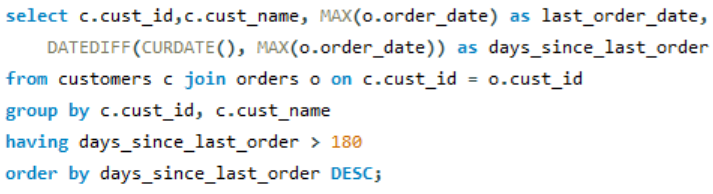 select c.cust_id,c.cust_name, MAX(o.order_date) as last_order_date,
    DATEDIFF(CURDATE(), MAX(o.order_date)) as days_since_last_order
from customers c join orders o on c.cust_id = o.cust_id
group by c.cust_id, c.cust_name
having days_since_last_order > 180
order by days_since_last_order DESC;